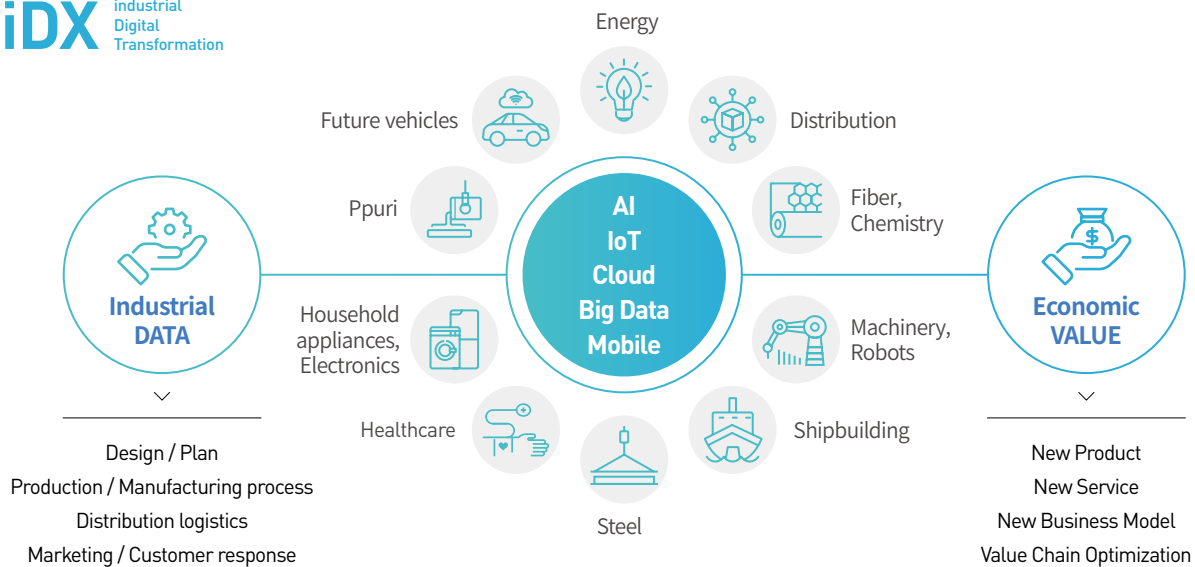 iDX
industrial
Digital
Transformation
Energy
Future vehicles
Distribution
Ppuri
Fiber,
Chemistry
AI
IoT
Cloud
Big Data
Mobile
Industrial
DATA
Economic
VALUE
$
Household
appliances,
Electronics
Machinery,
Robots
Healthcare
Shipbuilding
Steel
Design / Plan
Production / Manufacturing process
Distribution logistics
Marketing / Customer response
New Product
New Service
New Business Model
Value Chain Optimization